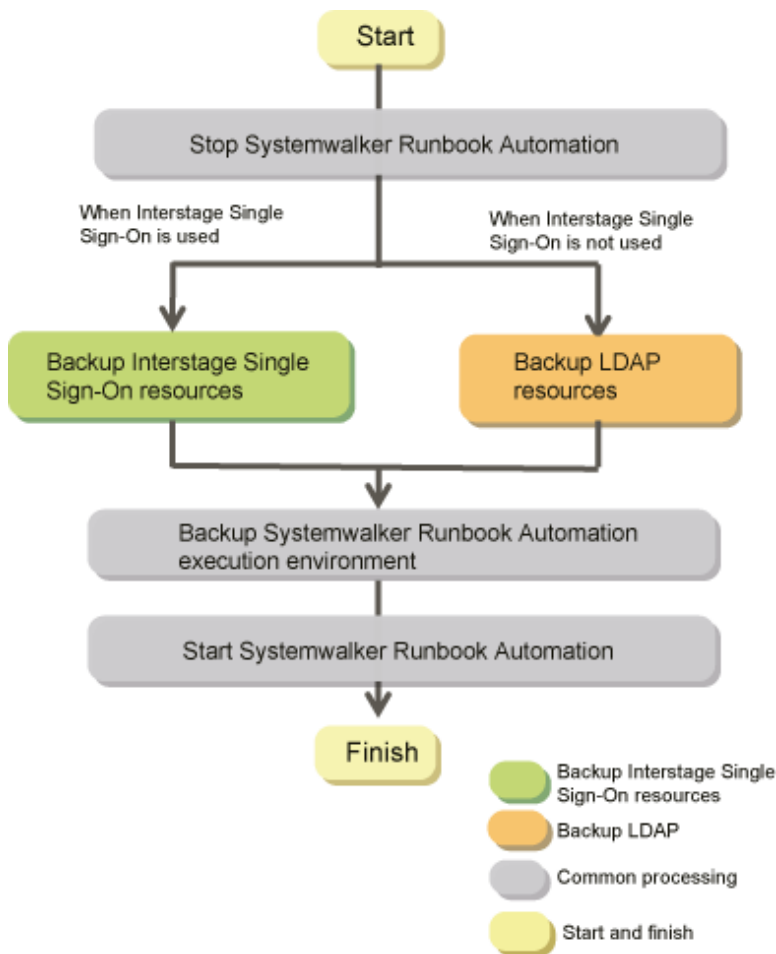 Start
Stop Systemwalker Runbook Automation
When Interstage Single
Sign-On is used
When Interstage Single
Sign-On is not used
Backup Interstage Single
Sign-On resources
Backup LDAP
resources
Backup Systemwalker Runbook Automation
execution environment
Start Systemwalker Runbook Automation
Finish
Backup Interstage Single
Sign-On resources
Backup LDAP
Common processing
Start and finish